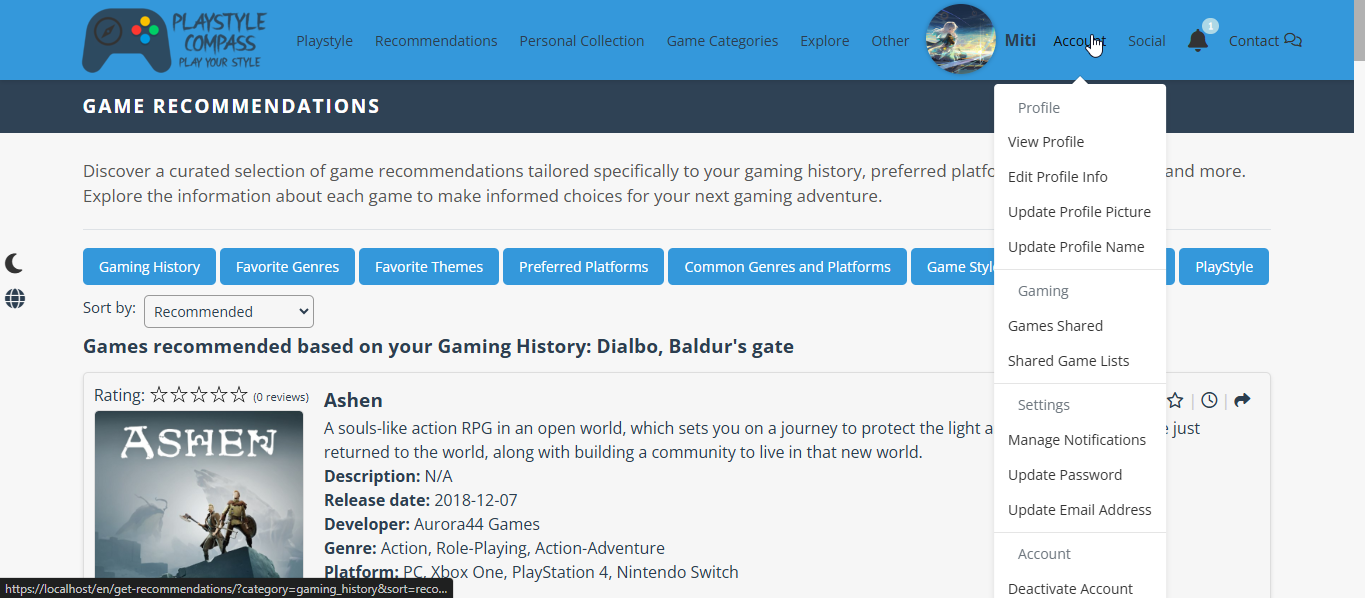 PLAYSTYLE
COMPASS
PLAY YOUR STYLE
Playstyle Recommendations Personal Collection Game Categories Explore Other Miti Account Social 1 Contact
GAME RECOMMENDATIONS
Profile
View Profile
Edit Profile Info
Update Profile Picture
Update Profile Name
Gaming
Games Shared
Shared Game Lists
Settings
Manage Notifications
Update Password
Update Email Address
Account
Deactivate Account
Discover a curated selection of game recommendations tailored specifically to your gaming history, preferred and more.
Explore the information about each game to make informed choices for your next gaming adventure.
Gaming History Favorite Genres Favorite Themes Preferred Platforms Common Genres and Platforms Game PlayStyle
Sort by: Recommended
Games recommended based on your Gaming History: Dialbo, Baldur's gate
Rating: (0 reviews)
ASHEN
Ashen
A souls-like action RPG in an open world, which sets you on a journey to protect the light just
returned to the world, along with building a community to live in that new world.
Description: N/A
Release date: 2018-12-07
Developer: Aurora44 Games
Genre: Action, Role-Playing, Action-Adventure
Platform: PC, Xbox One, PlayStation 4, Nintendo Switch
https://localhost/en/get-recommendations/?category=gaming_history&sort=reco...